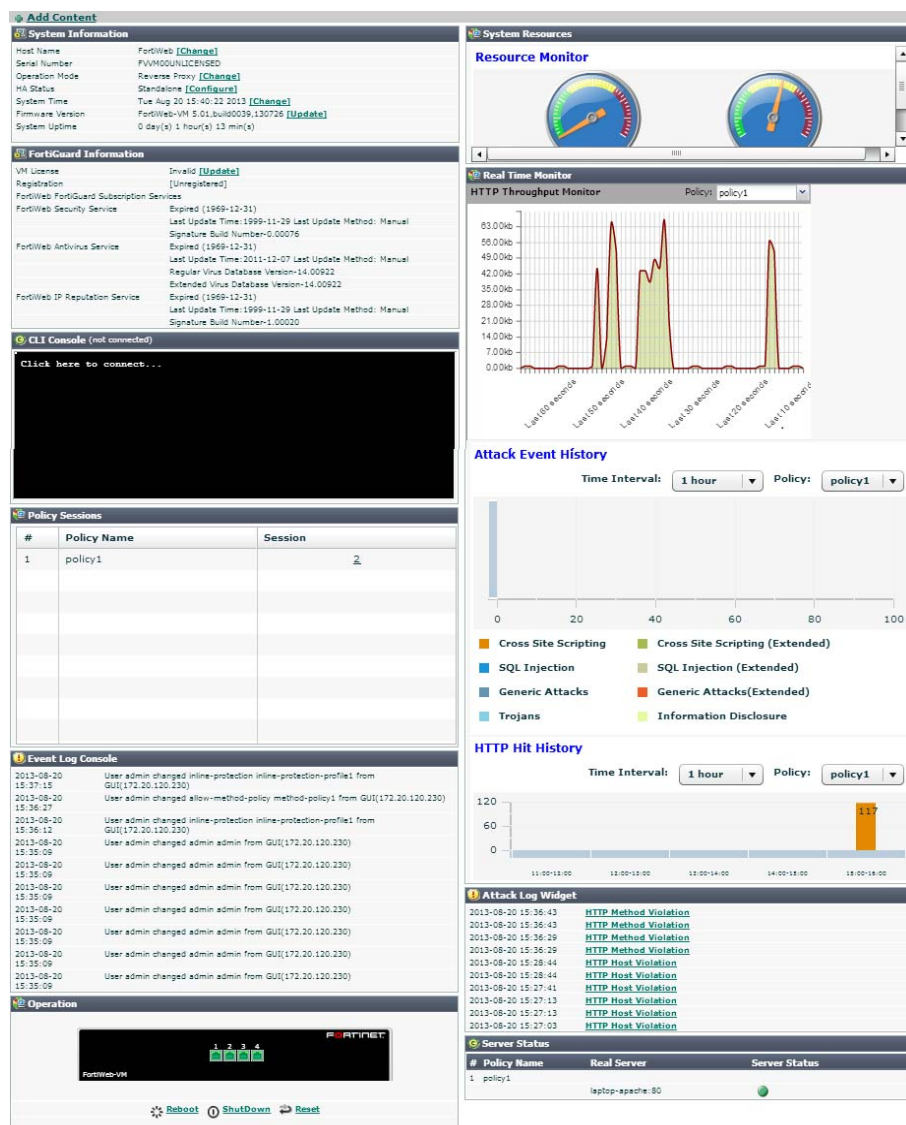 Add Content
System Information
Host Name FortiWeb [Change]
Serial Number FVVM00UNLICENSED
Operation Mode Reverse Proxy [Change]
HA Status Standalone [Configure]
System Time Tue Aug 20 15:40:22 2013 [Change]
Firmware Version FortiWeb-VM 5.01,build0039,130726 [Update]
System Uptime 0 day(s) 1 hour(s) 13 min(s)
FortiGuard Information
VM License Invalid [Update]
Registration [Unregistered]
FortiWeb FortiGuard Subscription Services
FortiWeb Security Service Expired (1969-12-31)
Last Update Time:1999-11-29 Last Update Method: Manual
Signature Build Number-0.00076
FortiWeb Antivirus Service Expired (1969-12-31)
Last Update Time:2011-12-07 Last Update Method: Manual
Regular Virus Database Version-14.00922
Extended Virus Database Version-14.00922
FortiWeb IP Reputation Service Expired (1969-12-31)
Last Update Time:1999-11-29 Last Update Method: Manual
Signature Build Number-1.00020
CLI Console (not connected)
Click here to connect...
Policy Sessions
# Policy Name Session
1 policy1 2
Event Log Console
2013-08-20 15:37:15 User admin changed inline-protection inline-protection-profile1 from GUI(172.20.120.230)
2013-08-20 15:36:27 User admin changed allow-method-policy method-policy1 from GUI(172.20.120.230)
2013-08-20 15:36:12 User admin changed inline-protection inline-protection-profile1 from GUI(172.20.120.230)
2013-08-20 15:35:09 User admin changed admin admin from GUI(172.20.120.230)
2013-08-20 15:35:09 User admin changed admin admin from GUI(172.20.120.230)
2013-08-20 15:35:09 User admin changed admin admin from GUI(172.20.120.230)
2013-08-20 15:35:09 User admin changed admin admin from GUI(172.20.120.230)
2013-08-20 15:35:09 User admin changed admin admin from GUI(172.20.120.230)
2013-08-20 15:35:09 User admin changed admin admin from GUI(172.20.120.230)
2013-08-20 15:35:09 User admin changed admin admin from GUI(172.20.120.230)
Operation
FORTINET
1 2 3 4
FortiWeb-VM
Reboot ShutDown Reset
System Resources
Resource Monitor
Real Time Monitor
HTTP Throughput Monitor Policy: policy1
63.00kb
56.00kb
49.00kb
42.00kb
35.00kb
28.00kb
21.00kb
14.00kb
7.00kb
0.00kb
Last 60 seconds Last 50 seconds Last 40 seconds Last 30 seconds Last 20 seconds Last 10 seconds
Attack Event History
Time Interval: 1 hour Policy: policy1
0 20 40 60 80 100
Cross Site Scripting Cross Site Scripting (Extended)
SQL Injection SQL Injection (Extended)
Generic Attacks Generic Attacks(Extended)
Trojans Information Disclosure
HTTP Hit History
Time Interval: 1 hour Policy: policy1
120
117
60
0
11:00-12:00 12:00-13:00 13:00-14:00 14:00-15:00 15:00-16:00
Attack Log Widget
2013-08-20 15:36:43 HTTP Method Violation
2013-08-20 15:36:43 HTTP Method Violation
2013-08-20 15:36:29 HTTP Method Violation
2013-08-20 15:36:29 HTTP Method Violation
2013-08-20 15:28:44 HTTP Host Violation
2013-08-20 15:28:44 HTTP Host Violation
2013-08-20 15:27:41 HTTP Host Violation
2013-08-20 15:27:13 HTTP Host Violation
2013-08-20 15:27:13 HTTP Host Violation
2013-08-20 15:27:03 HTTP Host Violation
Server Status
# Policy Name Real Server Server Status
1 policy1
laptop-apache:80